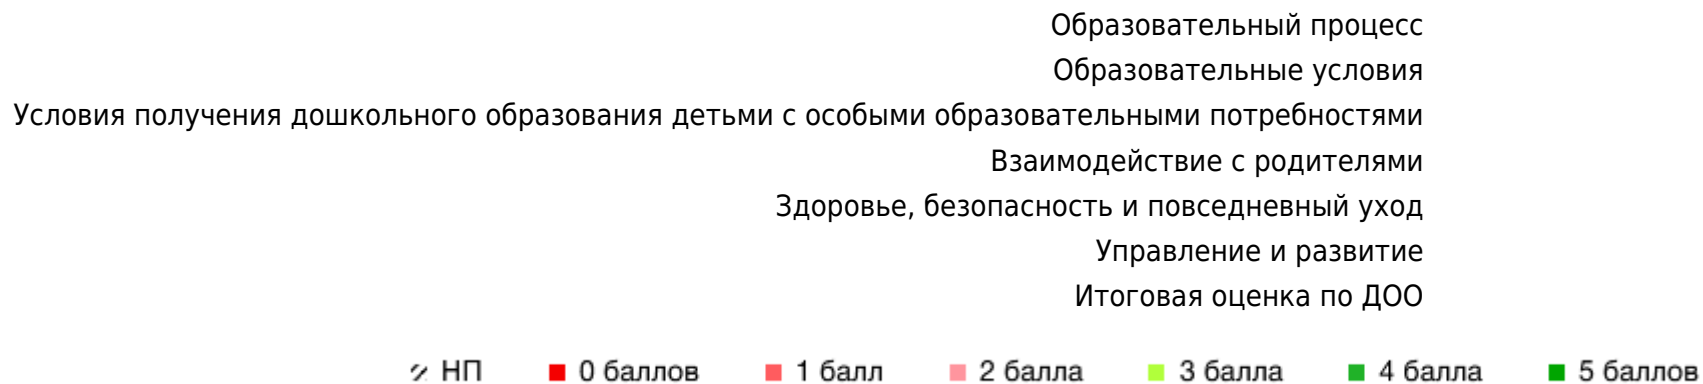 Образовательный процесс
Образовательные условия
Условия получения дошкольного образования детьми с особыми образовательными потребностями
Взаимодействие с родителями
Здоровье, безопасность и повседневный уход
Управление и развитие
Итоговая оценка по ДОО
НП 0 баллов 1 балл 2 балла 3 балла 4 балла 5 баллов